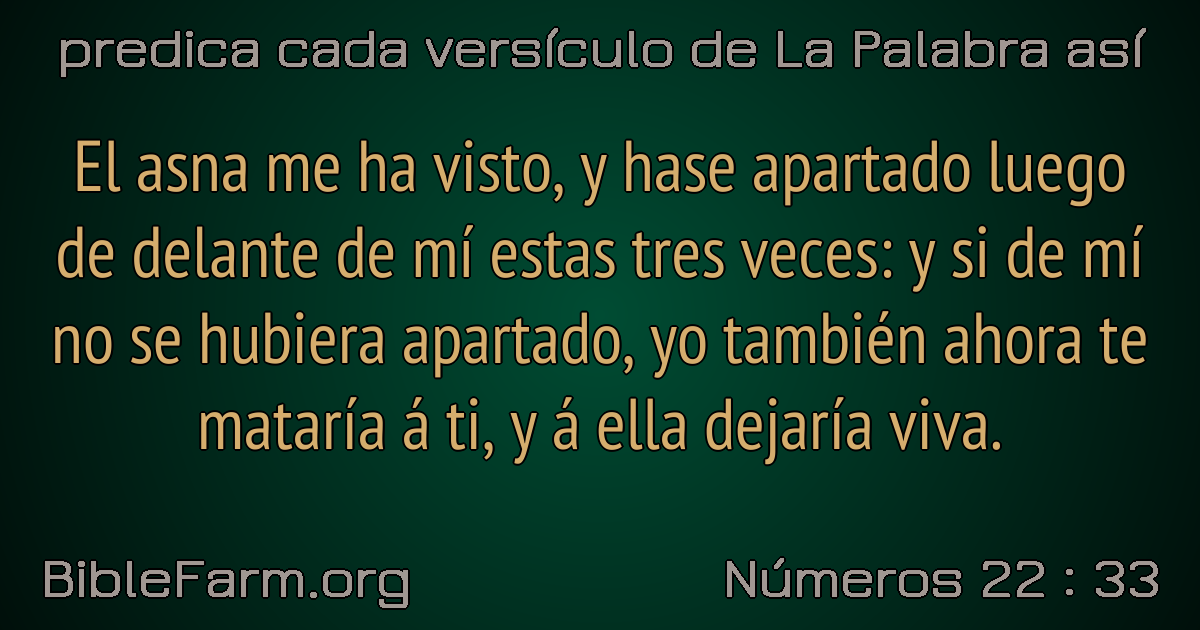 predica cada versículo de La Palabra así
El asna me ha visto, y hase apartado luego
de delante de mí estas tres veces: y si de mí
no se hubiera apartado, yo también ahora te
mataría á ti, y á ella dejaría viva.
BibleFarm.org
Números 22 : 33